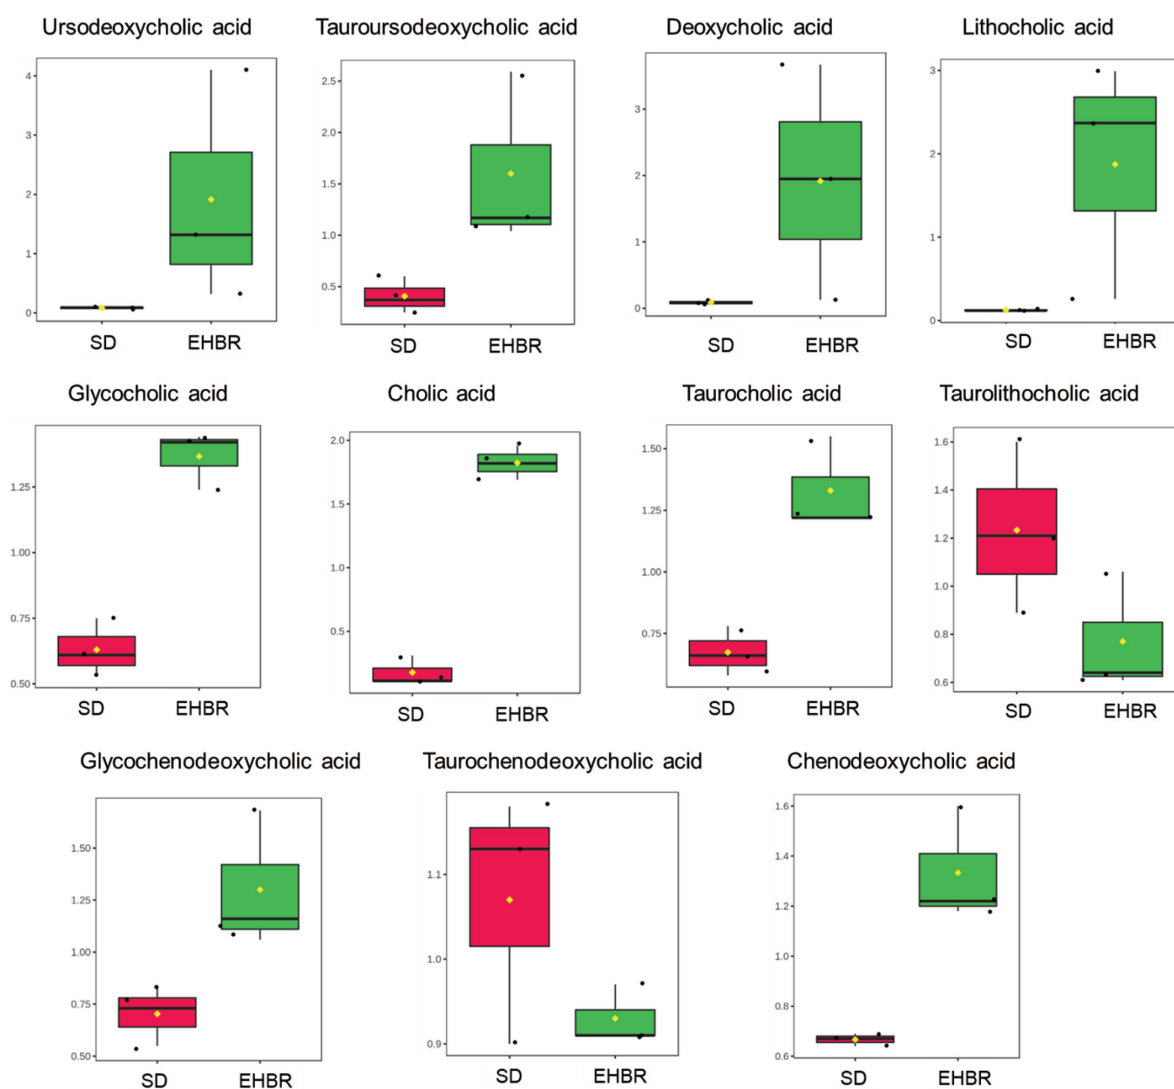 Ursodeoxycholic acid
Tauroursodeoxycholic acid
Deoxycholic acid
Lithocholic acid
4
3
2
1
0
SD
EHBR
2.5
2.0
1.5
1.0
0.5
SD
EHBR
3
2
1
0
SD
EHBR
3
2
1
0
SD
EHBR
Glycocholic acid
Cholic acid
Taurocholic acid
Taurolithocholic acid
1.25
1.00
0.75
0.50
SD
EHBR
2.0
1.5
1.0
0.5
SD
EHBR
1.50
1.25
1.00
0.75
SD
EHBR
1.6
1.4
1.2
1.0
0.8
0.6
SD
EHBR
Glycochenodeoxycholic acid
Taurochenodeoxycholic acid
Chenodeoxycholic acid
1.50
1.25
1.00
0.75
0.50
SD
EHBR
1.1
1.0
0.9
SD
EHBR
1.6
1.4
1.2
1.0
0.8
0.6
SD
EHBR